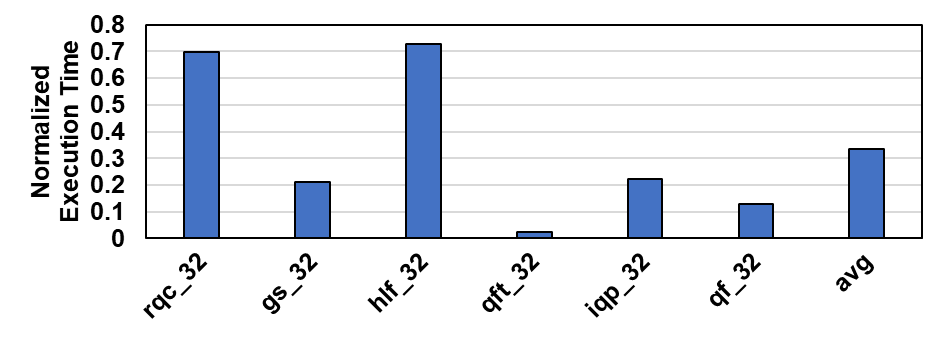 Normalized
Execution Time
0.8
0.7
0.6
0.5
0.4
0.3
0.2
0.1
0
rqc_32
gs_32
hlf_32
qft_32
iqp_32
qf_32
avg